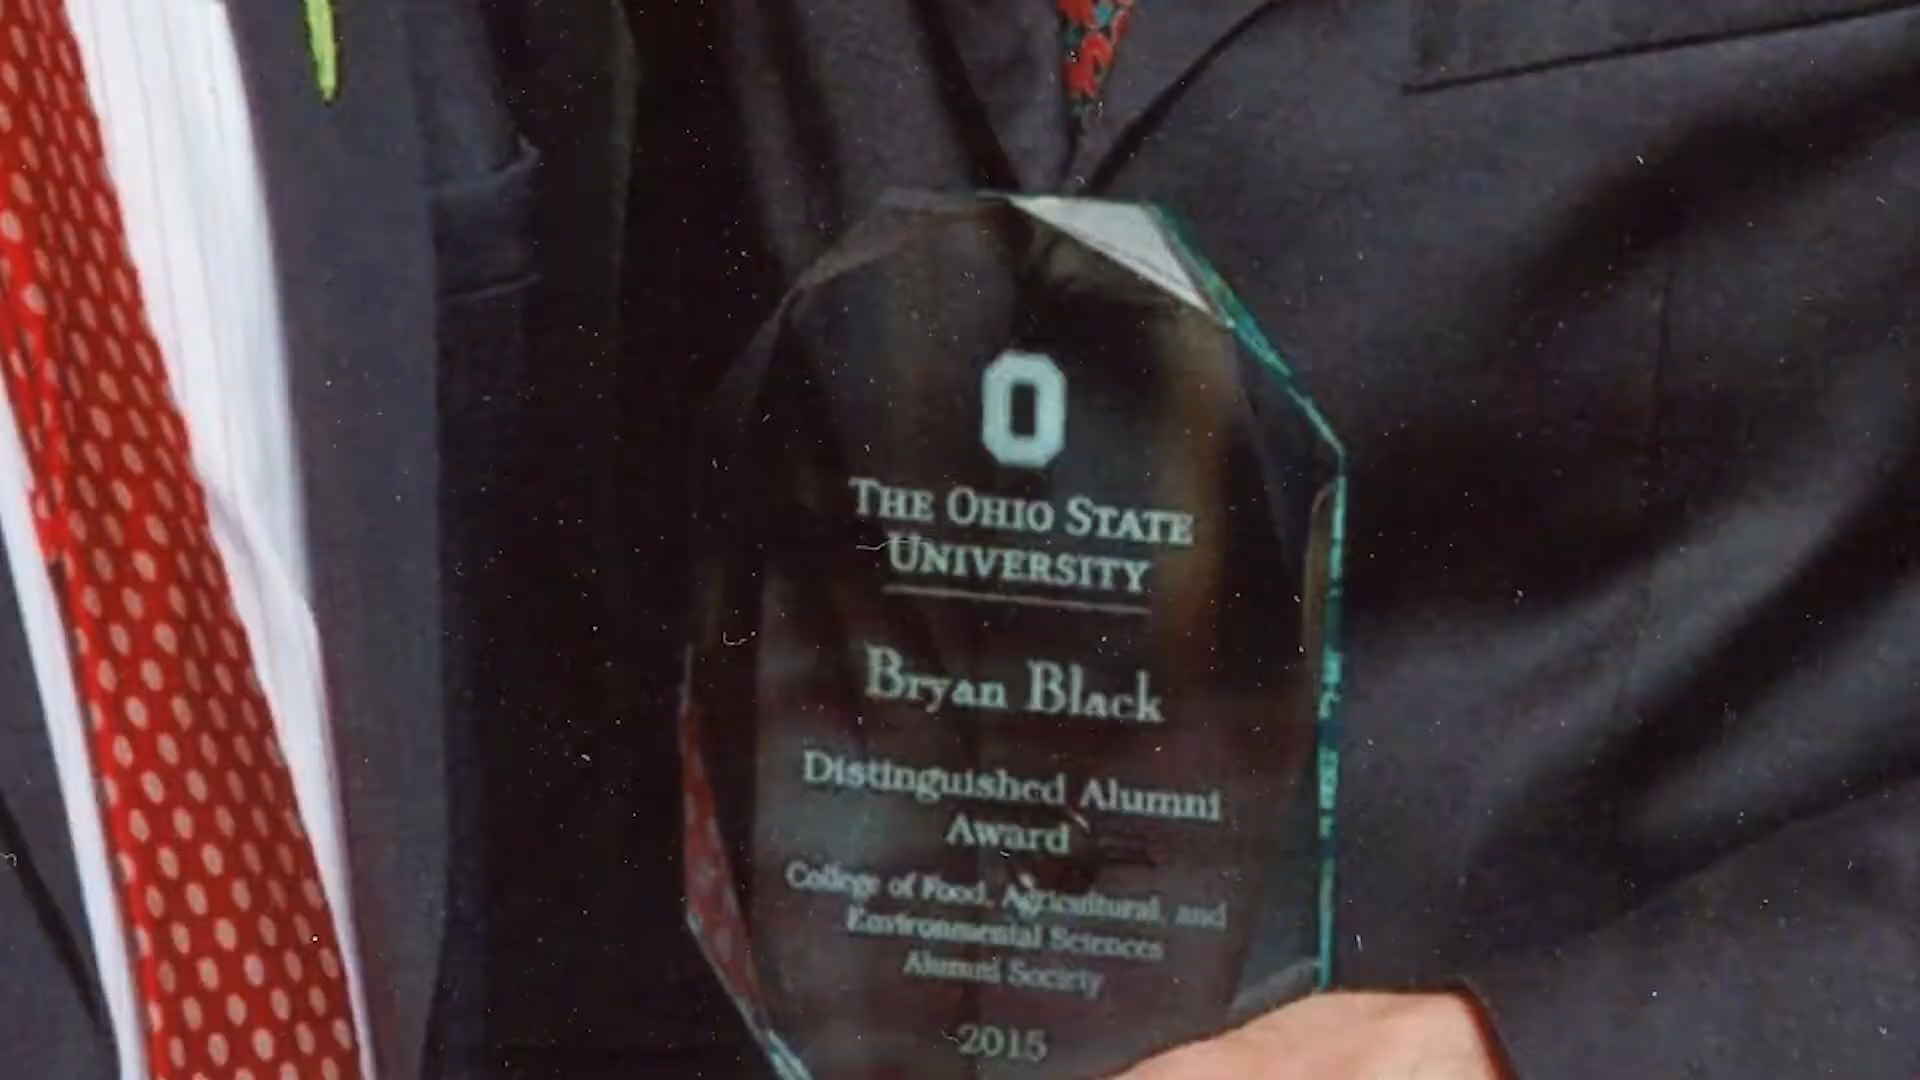 O
THE OHIO STATE
UNIVERSITY
Bryan Black
Distinguished Alumni
Award
College of Food, Agricultural, and
Environmental Sciences
Alumni Society
2015